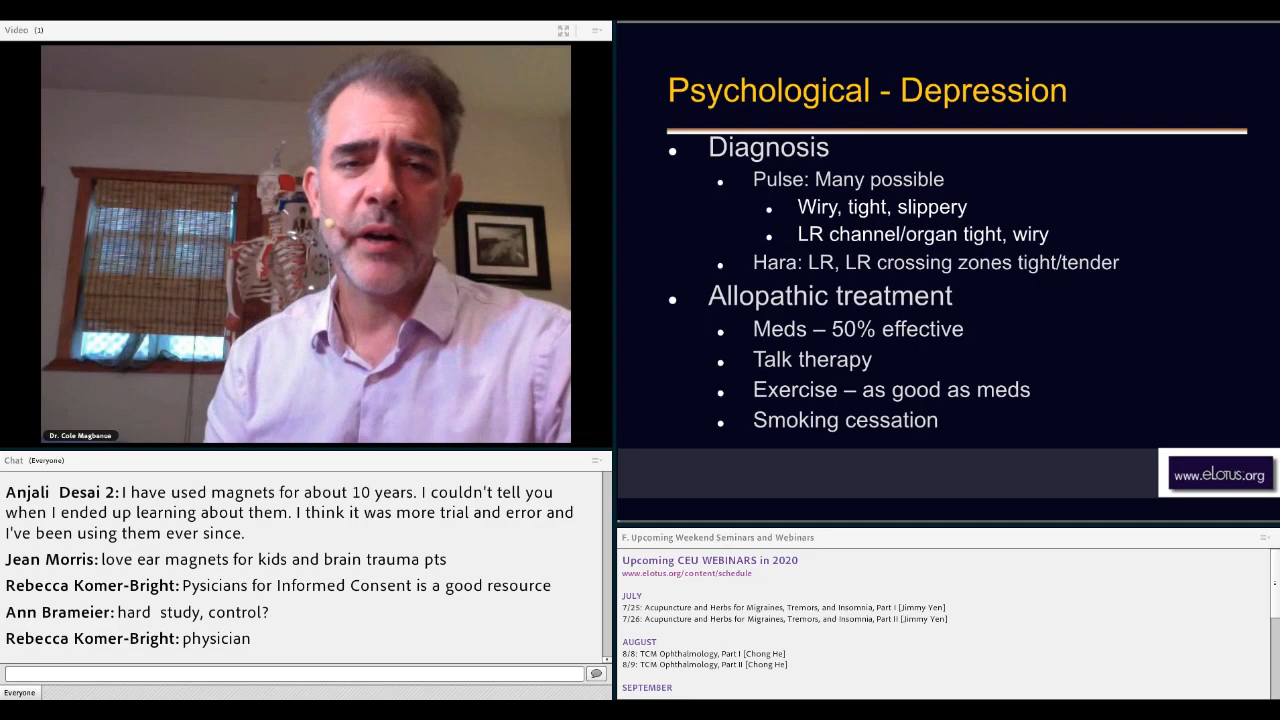 Video (1)
Dr. Cole Magbanua
Chat (Everyone)
Anjali Desai 2: I have used magnets for about 10 years. I couldn't tell you
when I ended up learning about them. I think it was more trial and error and
I've been using them ever since.
Jean Morris: love ear magnets for kids and brain trauma pts
Rebecca Komer-Bright: Pysicians for Informed Consent is a good resource
Ann Brameier: hard study, control?
Rebecca Komer-Bright: physician
Everyone
Psychological - Depression
• Diagnosis
• Pulse: Many possible
• Wiry, tight, slippery
• LR channel/organ tight, wiry
• Hara: LR, LR crossing zones tight/tender
• Allopathic treatment
• Meds – 50% effective
• Talk therapy
• Exercise – as good as meds
• Smoking cessation
www.eLotus.org
F. Upcoming Weekend Seminars and Webinars
Upcoming CEU WEBINARS in 2020
www.elotus.org/content/schedule
JULY
7/25: Acupuncture and Herbs for Migraines, Tremors, and Insomnia, Part I [Jimmy Yen]
7/26: Acupuncture and Herbs for Migraines, Tremors, and Insomnia, Part II [Jimmy Yen]
AUGUST
8/8: TCM Ophthalmology, Part I [Chong He]
8/9: TCM Ophthalmology, Part II [Chong He]
SEPTEMBER